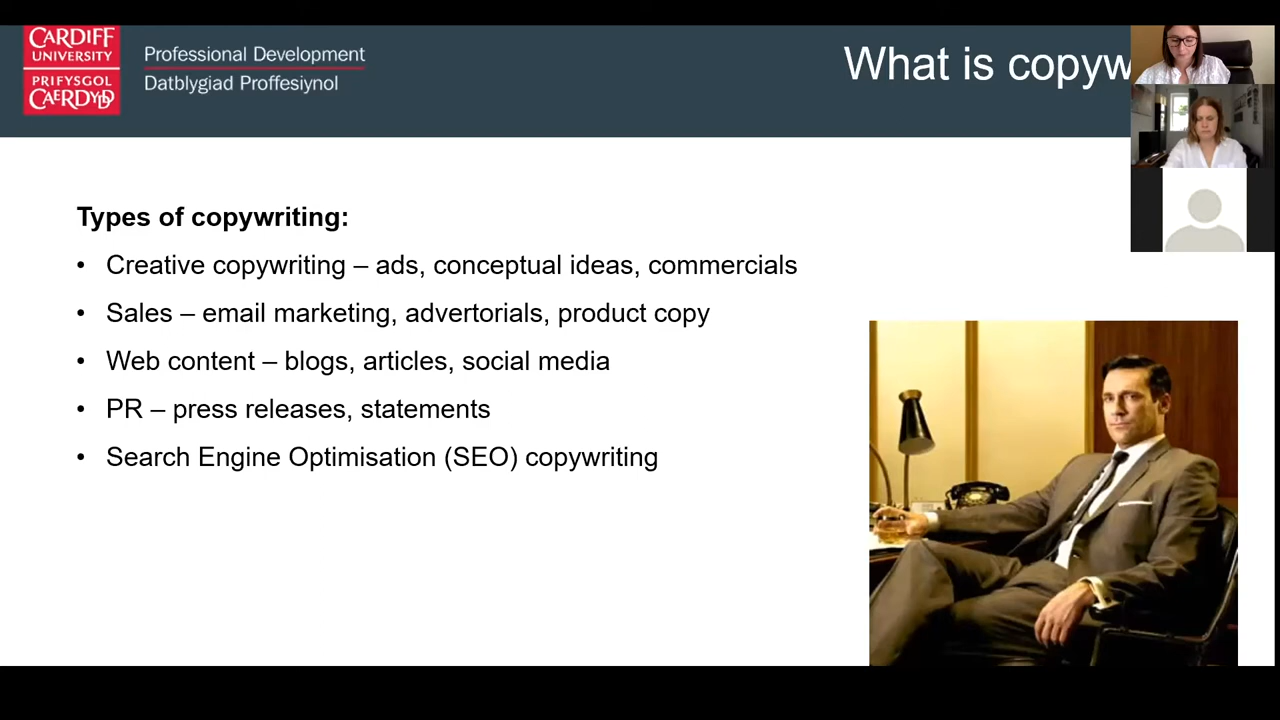 CARDIFF
UNIVERSITY
PRIFYSGOL
CAERDYDD
Professional Development
Datblygiad Proffesiynol
What is copyw
Types of copywriting:
• Creative copywriting – ads, conceptual ideas, commercials
• Sales – email marketing, advertorials, product copy
• Web content – blogs, articles, social media
• PR – press releases, statements
• Search Engine Optimisation (SEO) copywriting